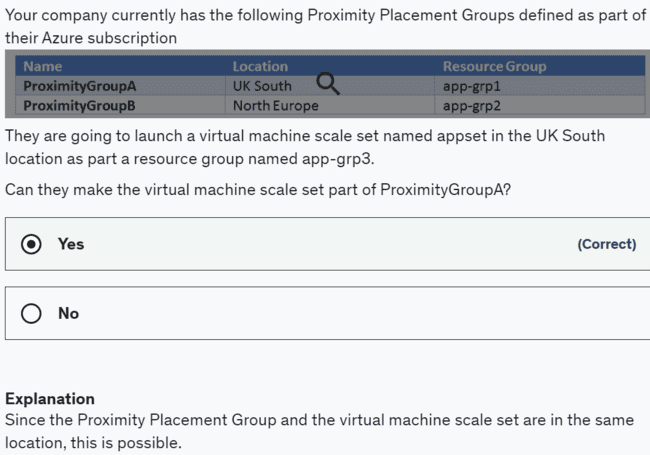 Your company currently has the following Proximity Placement Groups defined as part of
their Azure subscription
Name Location Resource Group
ProximityGroupA UK South app-grp1
ProximityGroupB North Europe app-grp2
They are going to launch a virtual machine scale set named appset in the UK South
location as part a resource group named app-grp3.
Can they make the virtual machine scale set part of ProximityGroupA?
Yes (Correct)
No
Explanation
Since the Proximity Placement Group and the virtual machine scale set are in the same
location, this is possible.